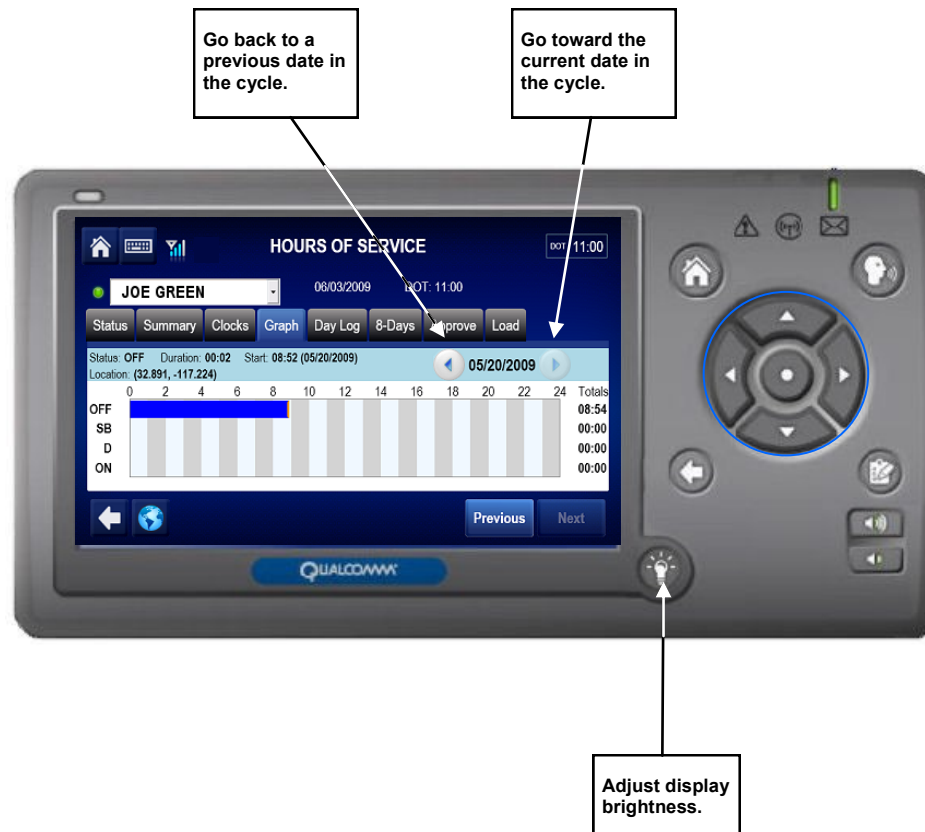 Go back to a
previous date in
the cycle.
Go toward the
current date in
the cycle.
HOURS OF SERVICE
DOT 11:00
JOE GREEN
06/03/2009 DOT: 11:00
Status Summary Clocks Graph Day Log 8-Days Approve Load
Status: OFF Duration: 00:02 Start: 08:52 (05/20/2009)
Location: (32.891, -117.224)
05/20/2009
0 2 4 6 8 10 12 14 16 18 20 22 24 Totals
OFF 08:54
SB 00:00
D 00:00
ON 00:00
Previous Next
QUALCOMM
Adjust display
brightness.